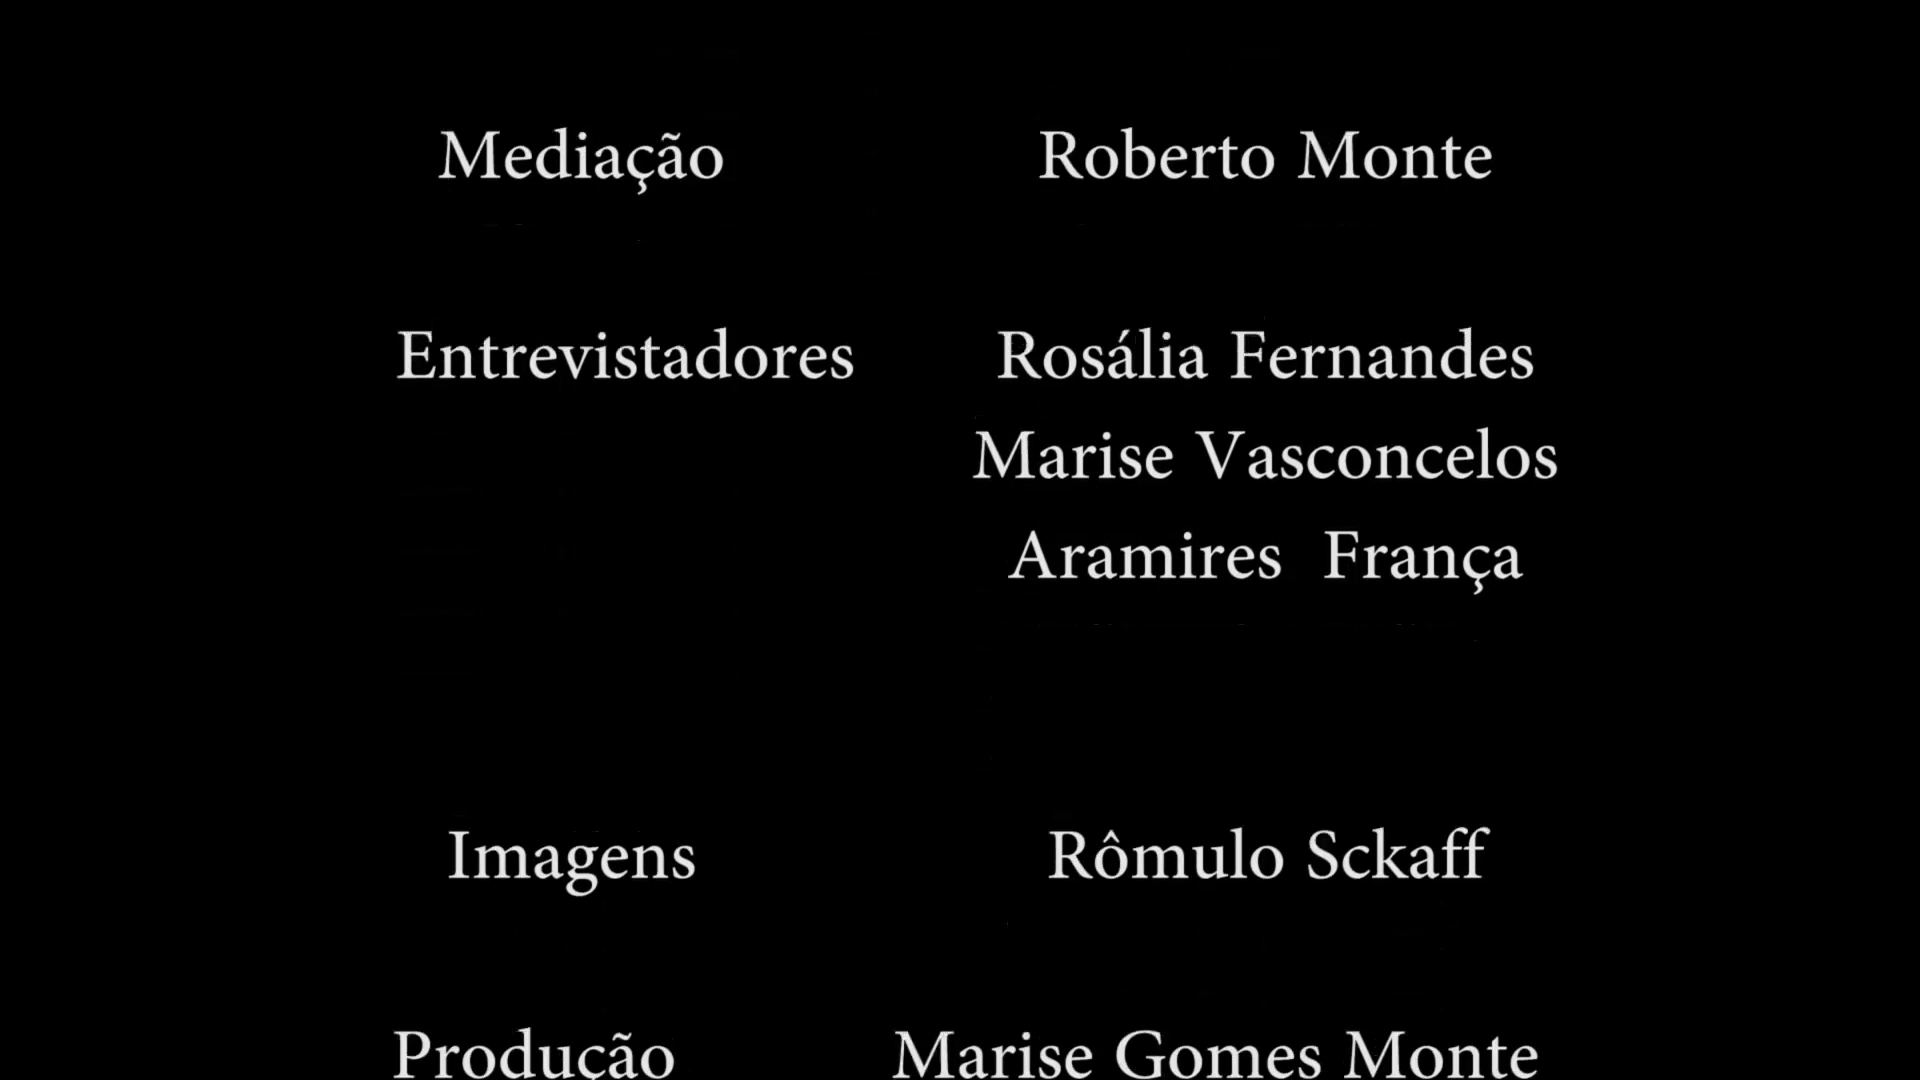 Mediação Roberto Monte
Entrevistadores Rosália Fernandes
Marise Vasconcelos
Aramires França
Imagens Rômulo Sckaff
Produção Marise Gomes Monte